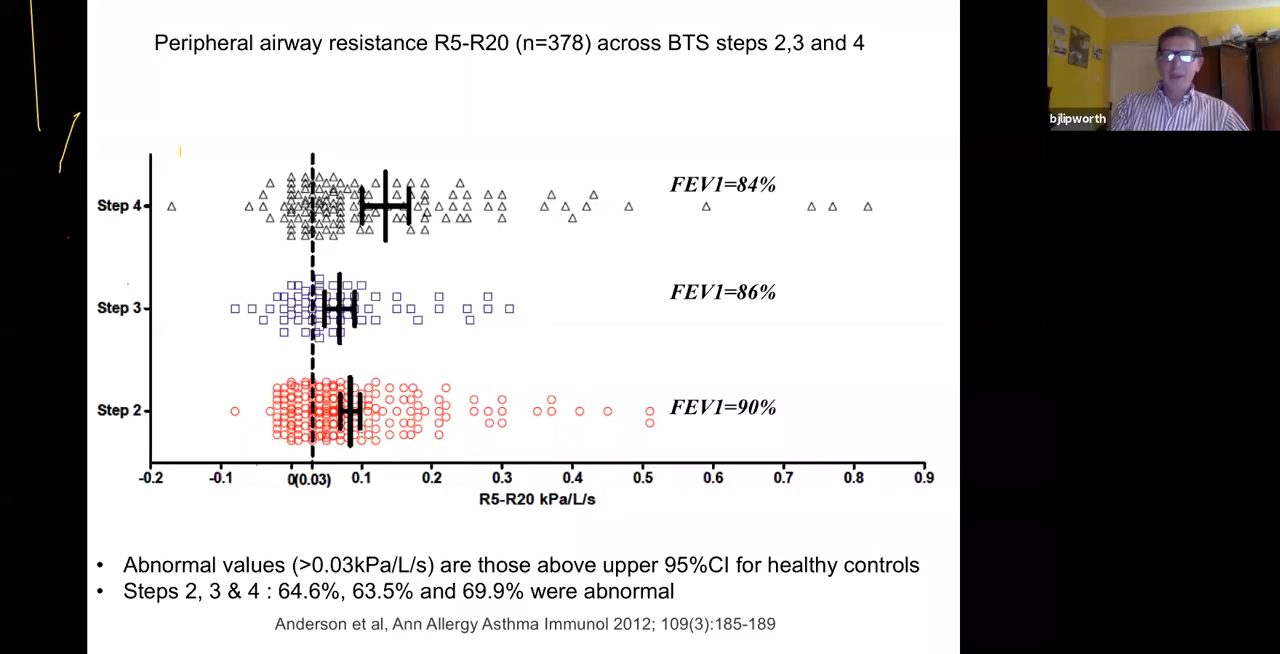 Peripheral airway resistance R5-R20 (n=378) across BTS steps 2,3 and 4
bjlipworth
Step 4
FEV1=84%
Step 3
FEV1=86%
Step 2
FEV1=90%
-0.2 -0.1 0(0.03) 0.1 0.2 0.3 0.4 0.5 0.6 0.7 0.8 0.9
R5-R20 kPa/L/s
• Abnormal values (>0.03kPa/L/s) are those above upper 95%CI for healthy controls
• Steps 2, 3 & 4 : 64.6%, 63.5% and 69.9% were abnormal
Anderson et al, Ann Allergy Asthma Immunol 2012; 109(3):185-189